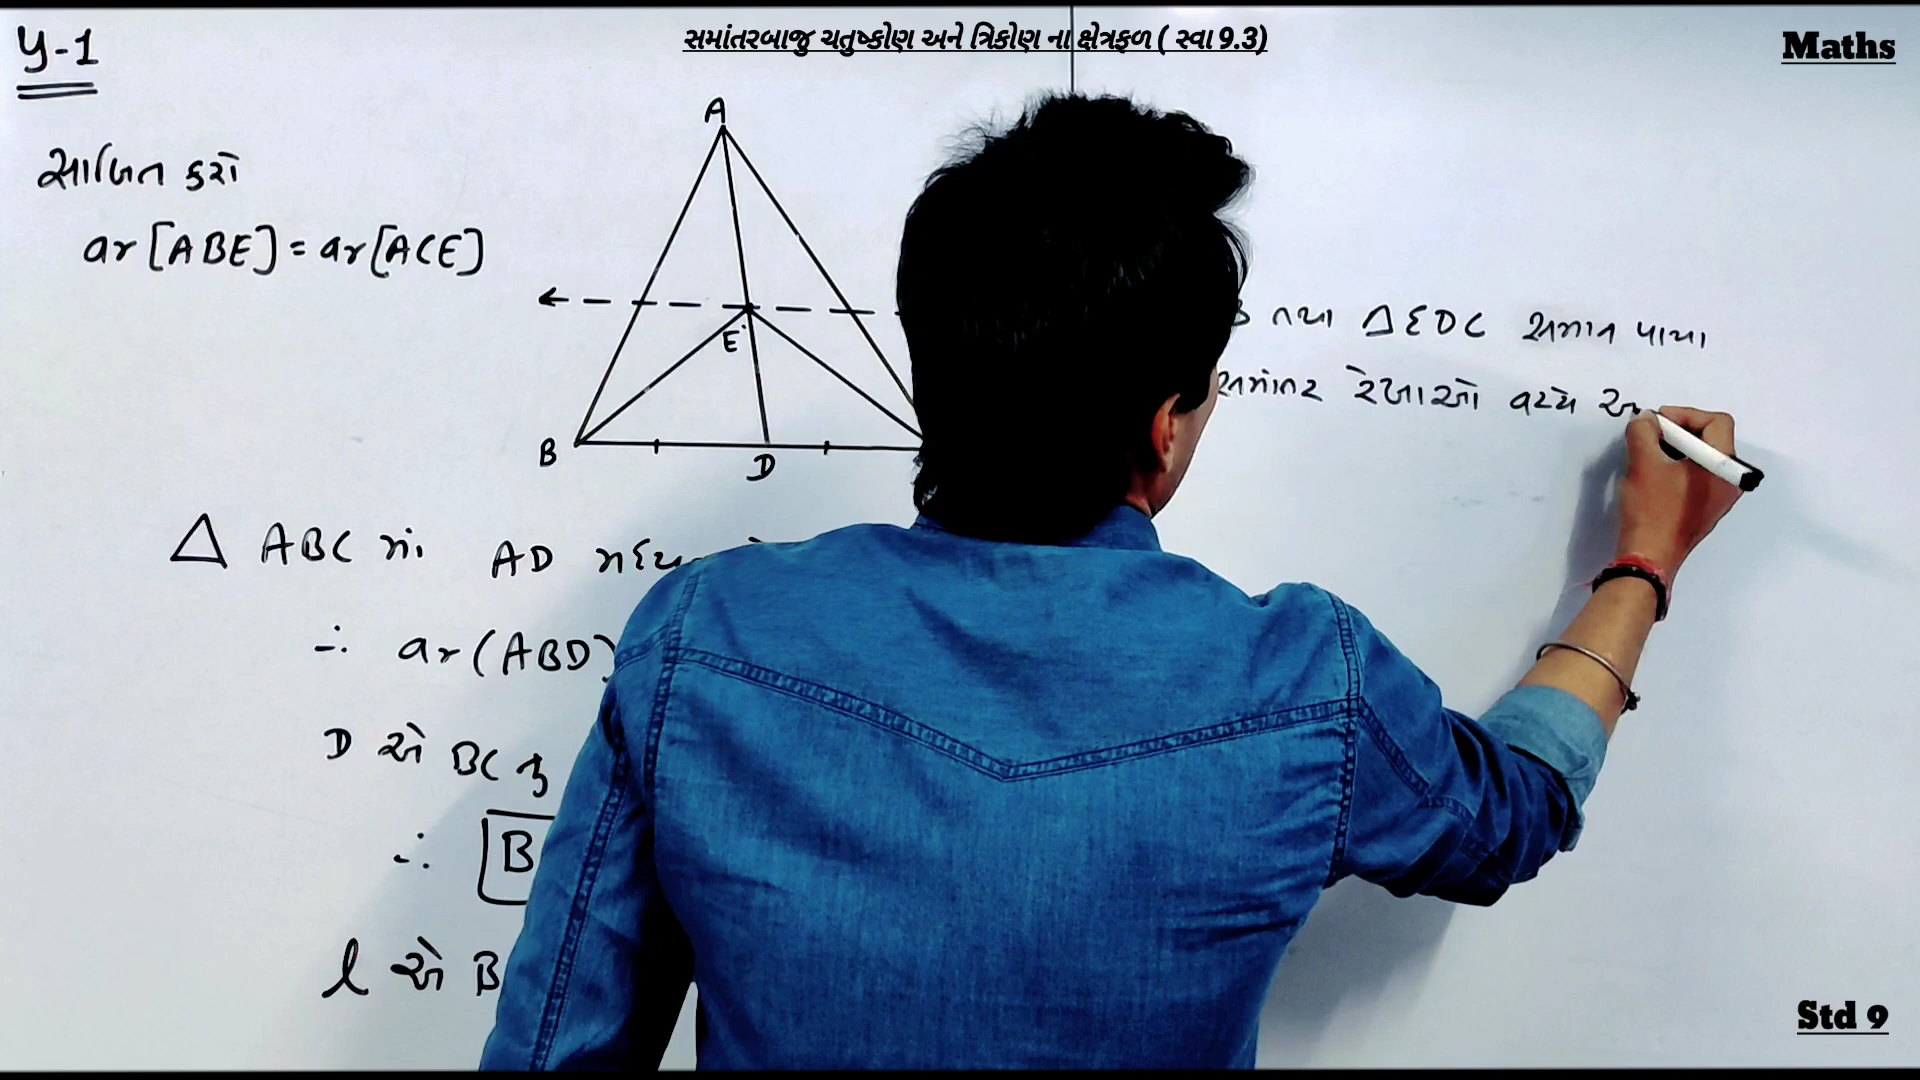 સમાંતરબાજુ ચતુષ્કોણ અને ત્રિકોણ ના ક્ષેત્રફળ ( સ્વા 9.3)
Maths
પ્ર-1
સાબિત કરો
ar [ABE] = ar [ACE]
A
E
B
D
તથા Δ EDC સમાન પાયા
સમાંતર રેખાઓ વચ્ચે
Δ ABC માં AD
∴ ar (ABD)
D એ BC નું
∴ B
l એ B
Std 9